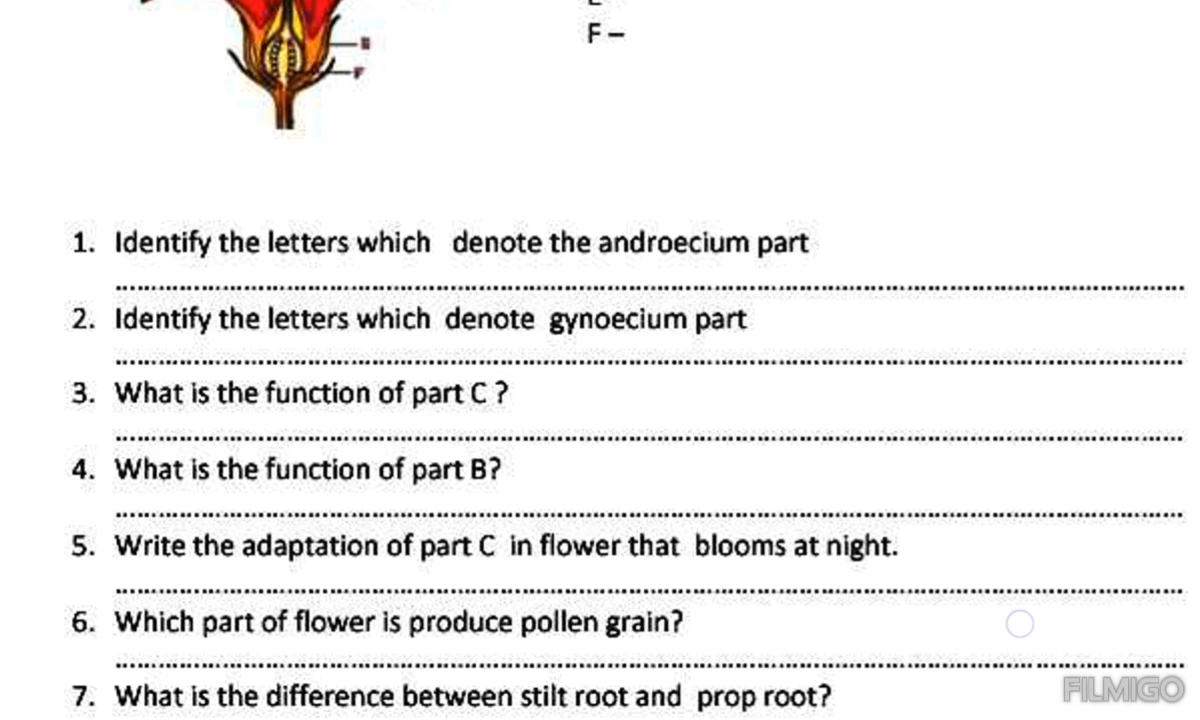 F –
F
1. Identify the letters which denote the androecium part
2. Identify the letters which denote gynoecium part
3. What is the function of part C ?
4. What is the function of part B?
5. Write the adaptation of part C in flower that blooms at night.
6. Which part of flower is produce pollen grain?
7. What is the difference between stilt root and prop root?
FILMIGO